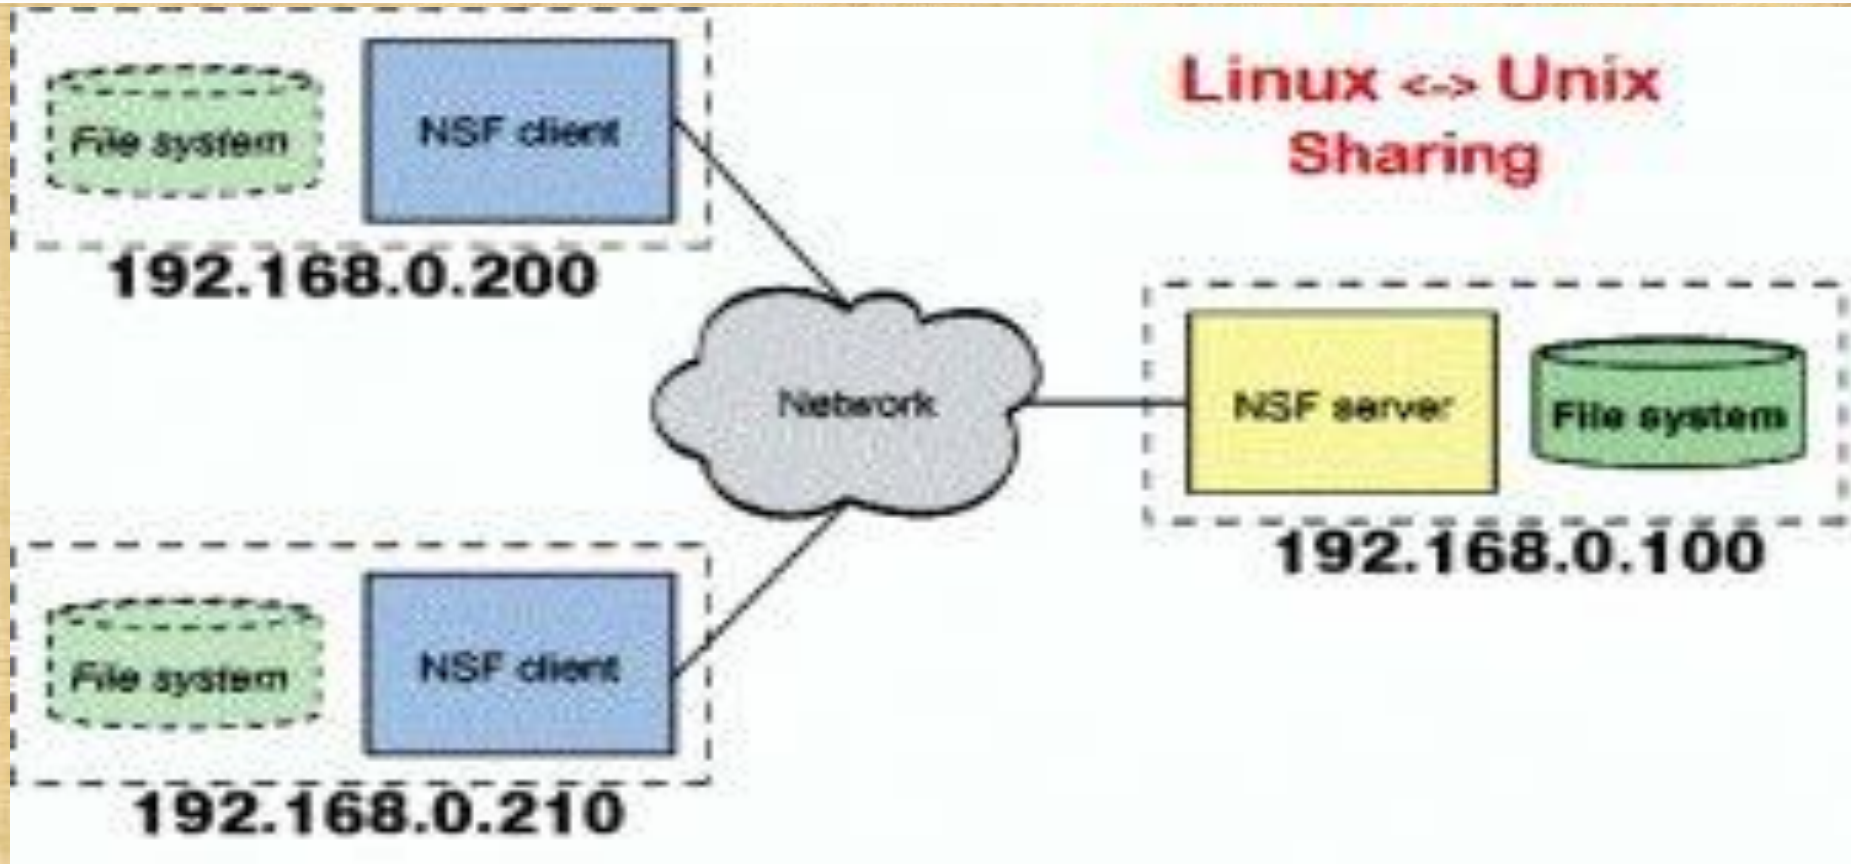 File system
NSF client
192.168.0.200
Linux <-> Unix
Sharing
Network
NSF server
File system
192.168.0.100
File system
NSF client
192.168.0.210